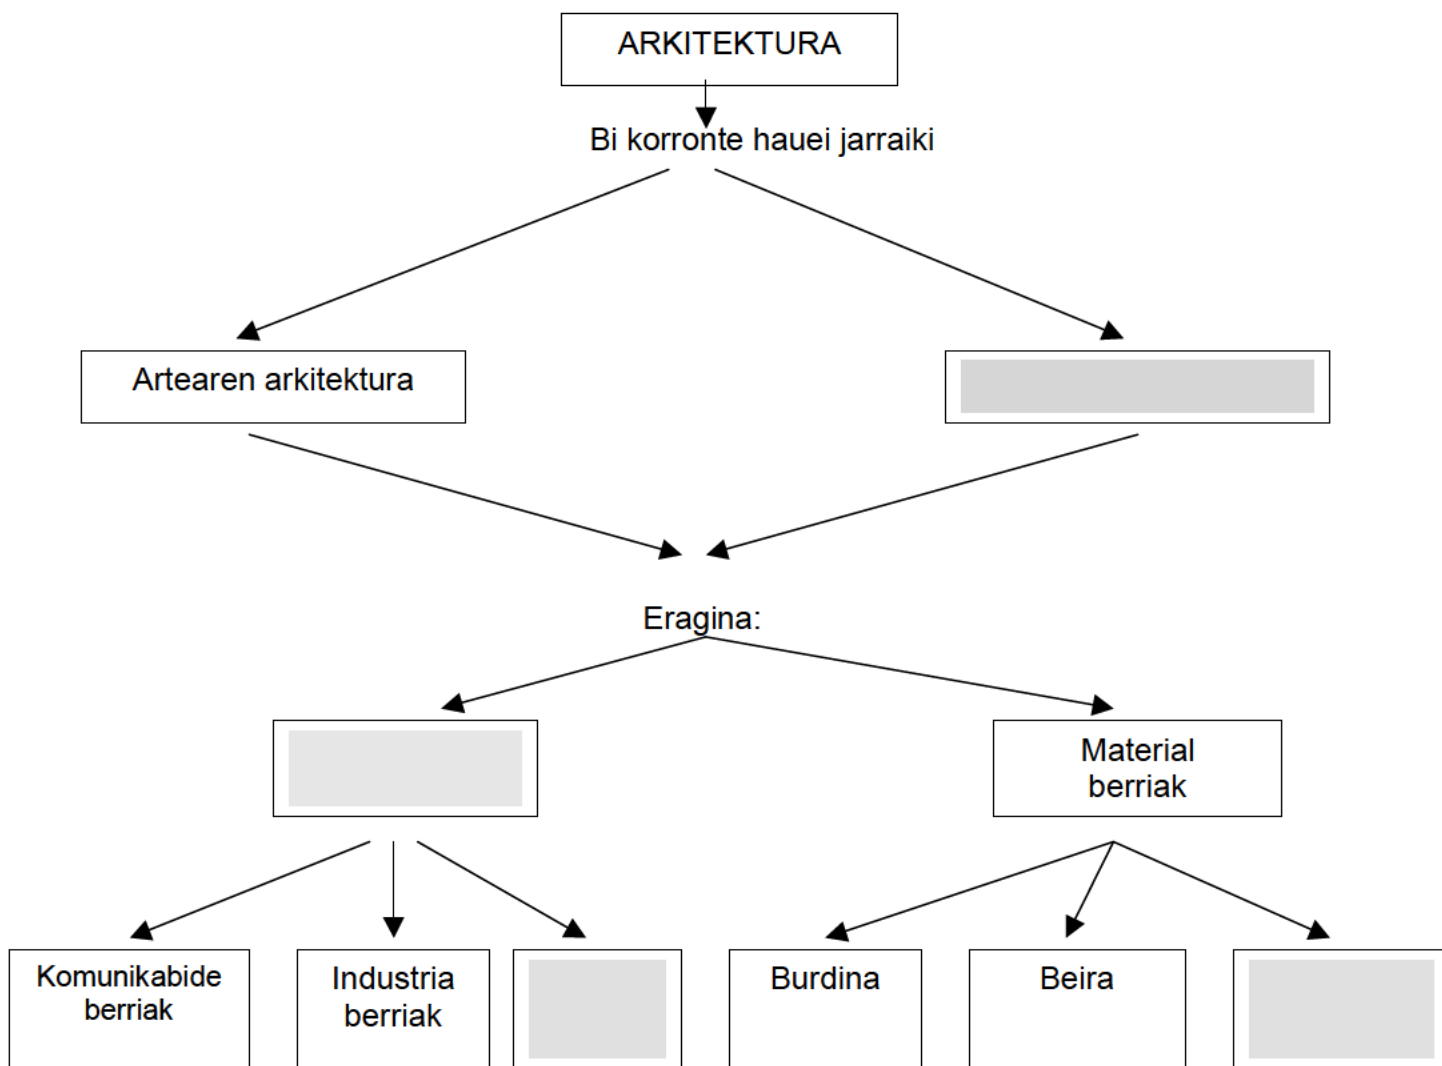 ARKITEKTURA
Bi korronte hauei jarraiki
Artearen arkitektura
Eragina:
Material
berriak
Komunikabide
berriak
Industria
berriak
Burdina
Beira